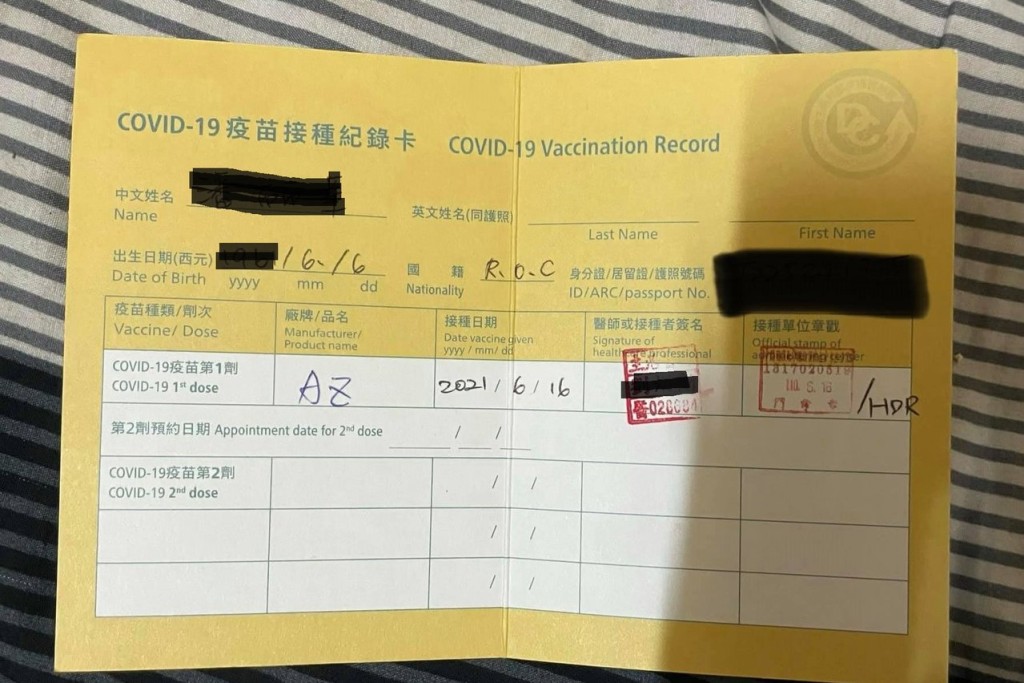 COVID-19 疫苗接種紀錄卡 COVID-19 Vaccination Record
中文姓名
Name
英文姓名(同護照)
Last Name First Name
出生日期(西元) /6./16
Date of Birth yyyy mm dd
國籍 R.O.C
Nationality
身分證/居留證/護照號碼
ID/ARC/passport No.
疫苗種類/劑次 廠牌/品名 接種日期 醫師或接種者簽名 接種單位章戳
Vaccine/ Dose Manufacturer/ Product name Date vaccine given yyyy / mm/ dd Signature of healthcare professional Official stamp of
COVID-19疫苗第1劑
COVID-19 1st dose AZ 2021/6/16 /HDR
第2劑預約日期 Appointment date for 2nd dose / /
COVID-19疫苗第2劑
COVID-19 2nd dose / /
/ /
/ /